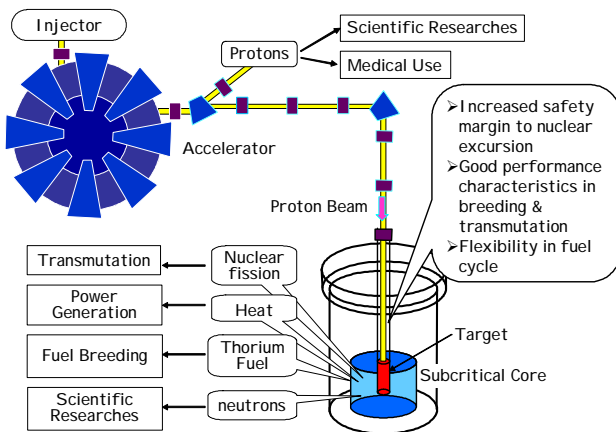 Injector
Protons
Scientific Researches
Medical Use
Accelerator
➢Increased safety
margin to nuclear
excursion
➢Good performance
characteristics in
breeding &
transmutation
➢Flexibility in fuel
cycle
Proton Beam
Transmutation
Nuclear
fission
Power
Generation
Heat
Fuel Breeding
Thorium
Fuel
Scientific
Researches
neutrons
Target
Subcritical Core